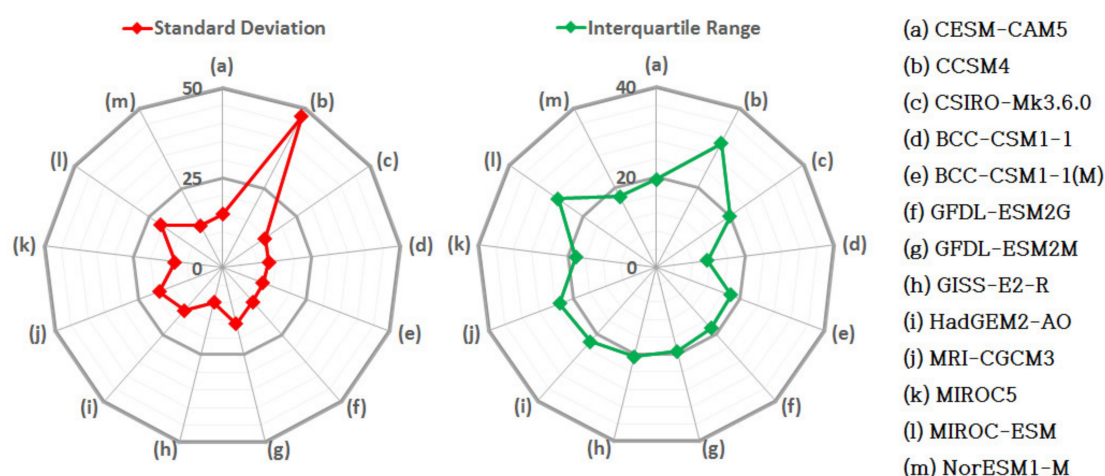 Standard Deviation
(a)
50
(b)
(m)
(c)
(l)
25
(k)
(d)
0
(j)
(e)
(i)
(f)
(h)
(g)
Interquartile Range
(a)
40
(b)
(m)
(c)
(l)
20
(k)
(d)
0
(j)
(e)
(i)
(f)
(h)
(g)
(a) CESM-CAM5
(b) CCSM4
(c) CSIRO-Mk3.6.0
(d) BCC-CSM1-1
(e) BCC-CSM1-1(M)
(f) GFDL-ESM2G
(g) GFDL-ESM2M
(h) GISS-E2-R
(i) HadGEM2-AO
(j) MRI-CGCM3
(k) MIROC5
(l) MIROC-ESM
(m) NorESM1-M